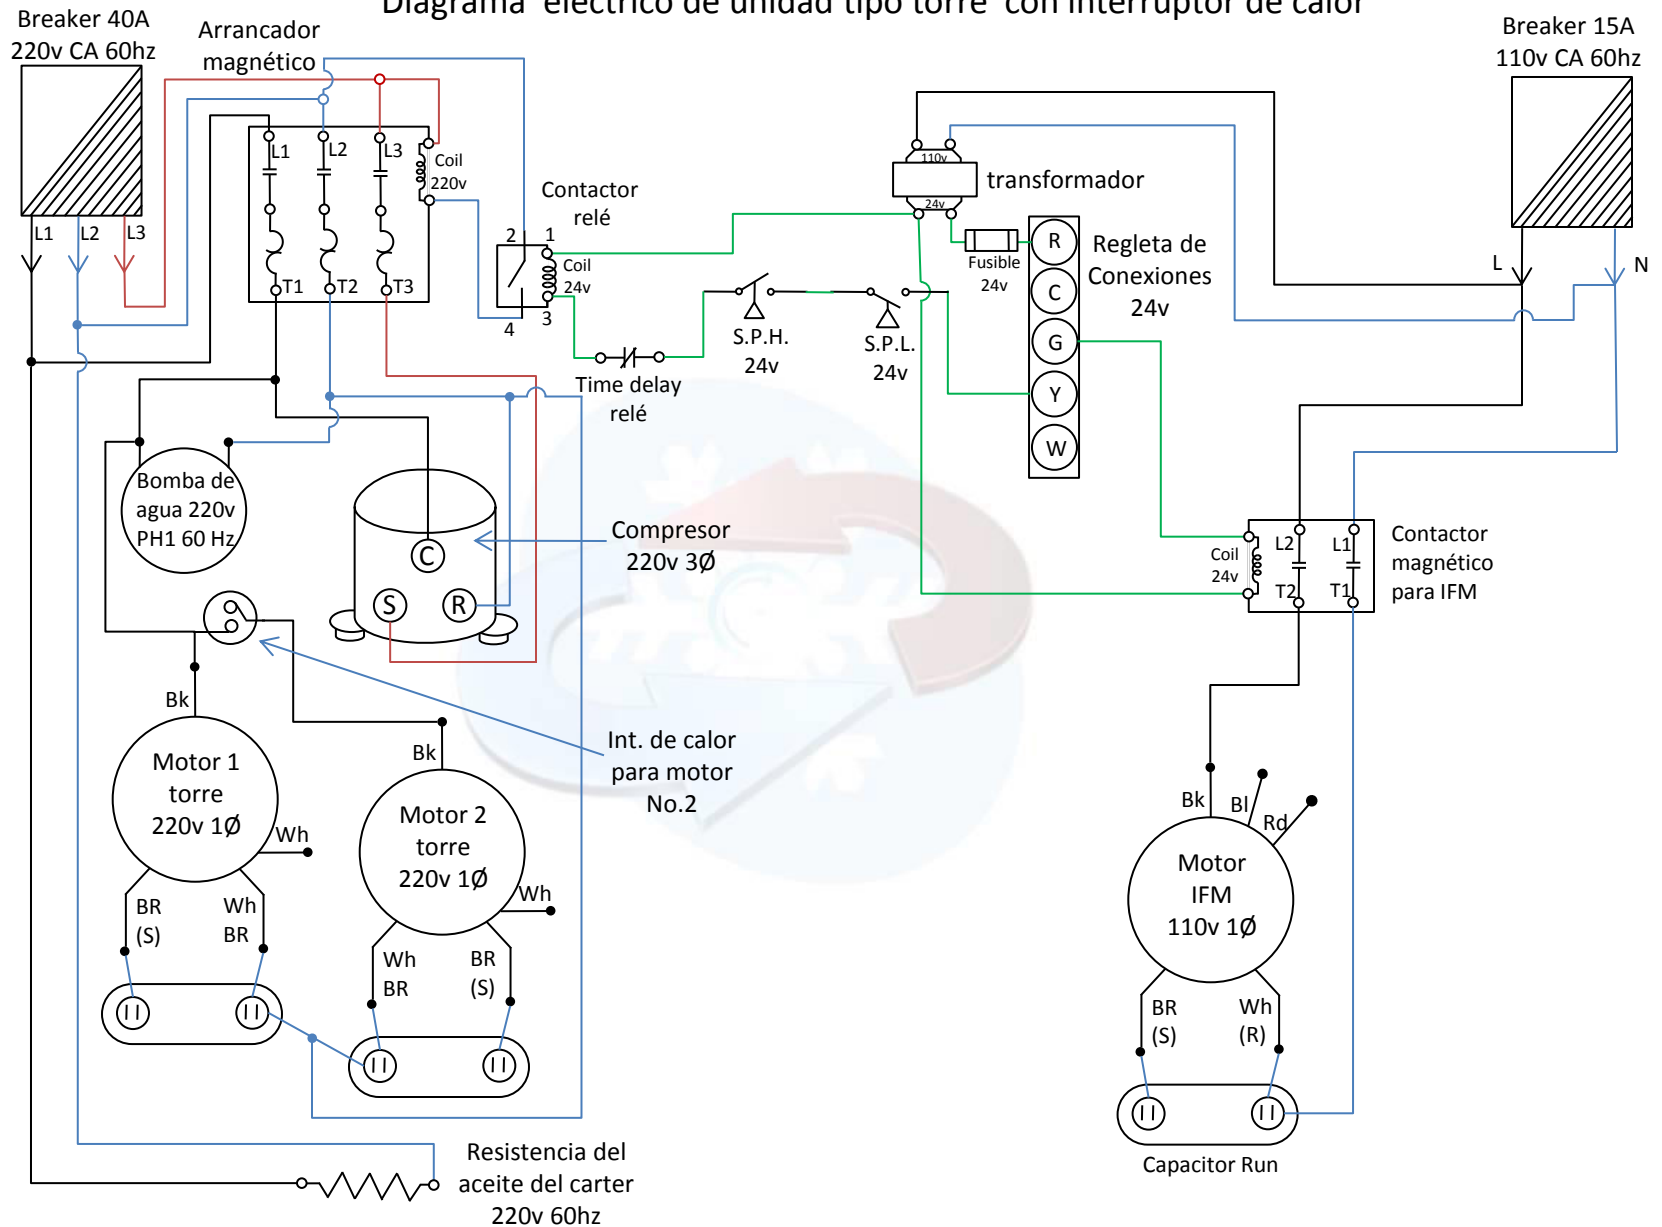 Diagrama eléctrico de unidad tipo torre con interruptor de calor
Breaker 40A
220v CA 60hz
Arrancador
magnético
Breaker 15A
110v CA 60hz
L1
L2
L3
L1
L2
L3
Coil
220v
T1
T2
T3
Contactor
relé
2
1
Coil
24v
4
3
Time delay
relé
S.P.H.
24v
S.P.L.
24v
110v
24v
transformador
Fusible
24v
R
C
G
Y
W
Regleta de
Conexiones
24v
L
N
Bomba de
agua 220v
PH1 60 Hz
C
S
R
Compresor
220v 3Ø
Coil
24v
L2
L1
T2
T1
Contactor
magnético
para IFM
Int. de calor
para motor
No.2
Bk
Motor 1
torre
220v 1Ø
Wh
BR
(S)
Wh
BR
Bk
Motor 2
torre
220v 1Ø
Wh
Wh
BR
BR
(S)
Bk
Bl
Rd
Motor
IFM
110v 1Ø
BR
(S)
Wh
(R)
Capacitor Run
Resistencia del
aceite del carter
220v 60hz